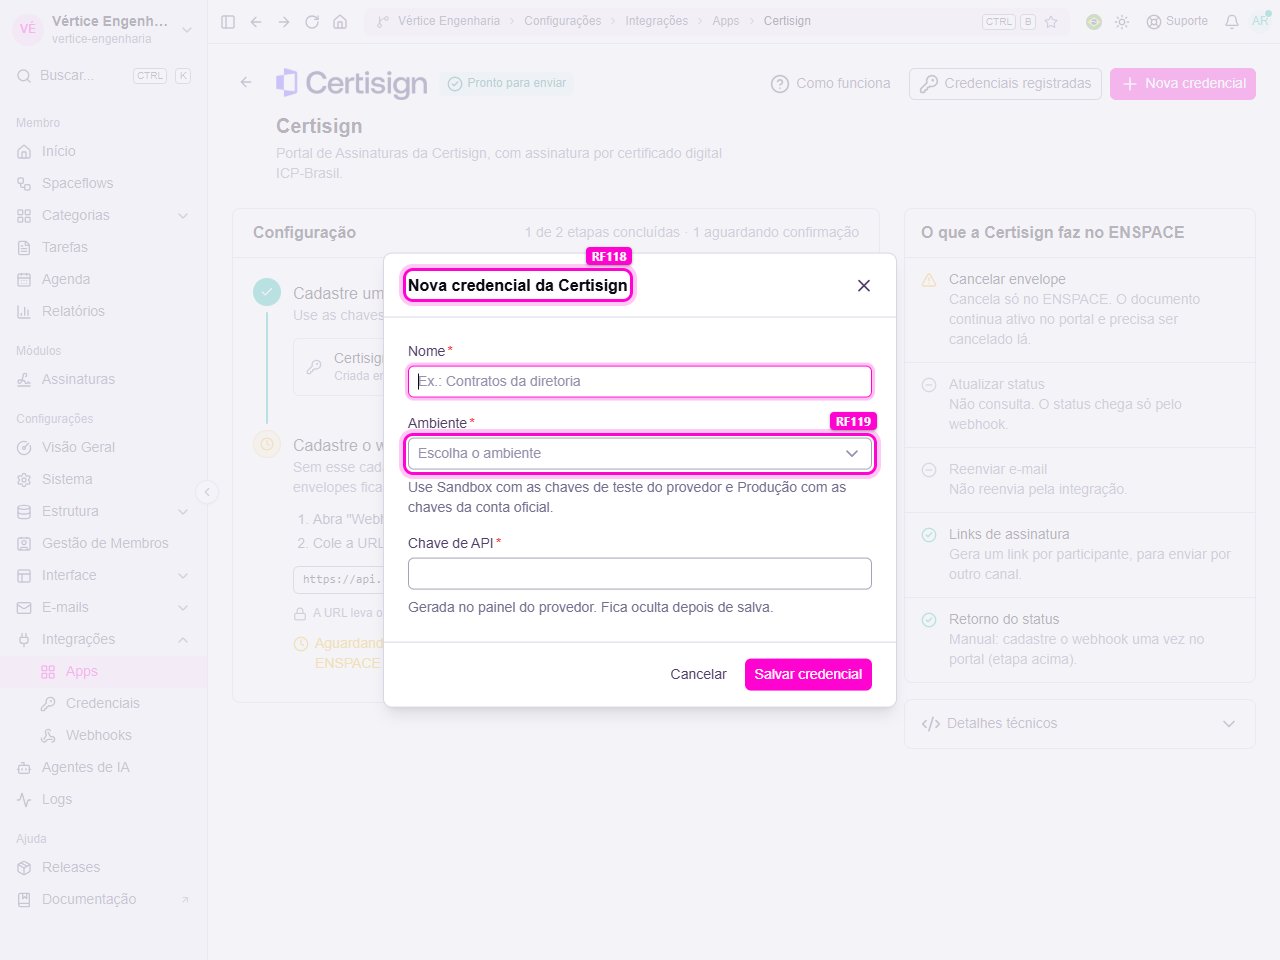 VÉ
Vértice Engenh...
vertice-engenharia
Buscar...
CTRL
K
Membro
Início
Spaceflows
Categorias
Tarefas
Agenda
Relatórios
Módulos
Assinaturas
Configurações
Visão Geral
Sistema
Estrutura
Gestão de Membros
Interface
E-mails
Integrações
Apps
Credenciais
Webhooks
Agentes de IA
Logs
Ajuda
Releases
Documentação
Vértice Engenharia
Configurações
Integrações
Apps
Certisign
CTRL
B
Suporte
AR
Certisign
Pronto para enviar
Como funciona
Credenciais registradas
Nova credencial
Certisign
Portal de Assinaturas da Certisign, com assinatura por certificado digital
ICP-Brasil.
Configuração
1 de 2 etapas concluídas · 1 aguardando confirmação
Cadastre um
Use as chaves
Certisig
Criada em
Cadastre o w
Sem esse cada
envelopes fica
1. Abra "Webh
2. Cole a URL
https://api.
A URL leva o
Aguardand
ENSPACE
RF118
Nova credencial da Certisign
Nome*
Ex.: Contratos da diretoria
Ambiente*
RF119
Escolha o ambiente
Use Sandbox com as chaves de teste do provedor e Produção com as
chaves da conta oficial.
Chave de API*
Gerada no painel do provedor. Fica oculta depois de salva.
Cancelar
Salvar credencial
O que a Certisign faz no ENSPACE
Cancelar envelope
Cancela só no ENSPACE. O documento
continua ativo no portal e precisa ser
cancelado lá.
Atualizar status
Não consulta. O status chega só pelo
webhook.
Reenviar e-mail
Não reenvia pela integração.
Links de assinatura
Gera um link por participante, para enviar por
outro canal.
Retorno do status
Manual: cadastre o webhook uma vez no
portal (etapa acima).
Detalhes técnicos